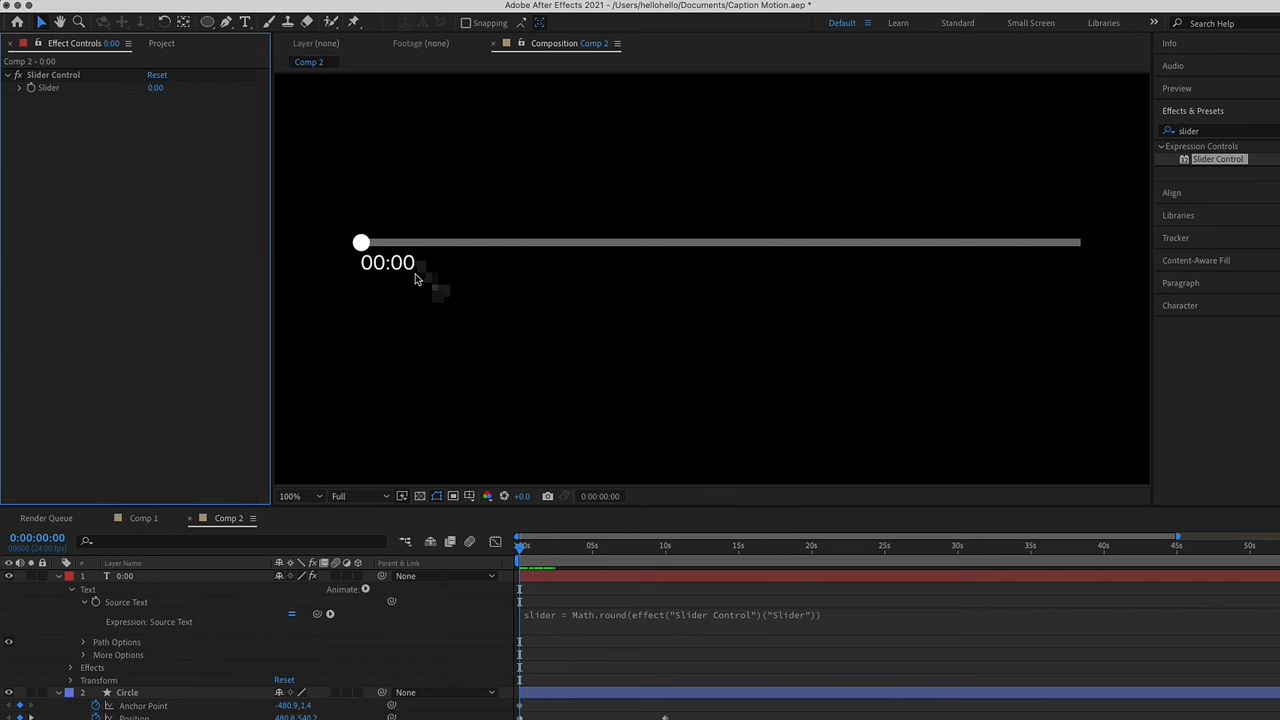 Adobe After Effects 2021 - /Users/hellohello/Documents/Caption Motion.aep *
Snapping
Default
Learn
Standard
Small Screen
Libraries
Search Help
Effect Controls 0:00
Project
Layer (none)
Footage (none)
Composition Comp 2
Info
Comp 2 • 0:00
Comp 2
Audio
fx Slider Control
Reset
Slider
0.00
Preview
Effects & Presets
slider
Expression Controls
Slider Control
Align
Libraries
Tracker
Content-Aware Fill
Paragraph
Character
00:00
100%
Full
+0.0
0:00:00:00
Render Queue
Comp 1
Comp 2
0:00:00:00
00000 (24.00 fps)
05s
10s
15s
20s
25s
30s
35s
40s
45s
50s
#
Layer Name
fx
Parent & Link
1
T
0:00
None
Text
Animate:
Source Text
Expression: Source Text
slider = Math.round(effect("Slider Control")("Slider"))
Path Options
More Options
Effects
Transform
Reset
2
Circle
None
Anchor Point
-480.9,1.4
Position
480.8,540.2